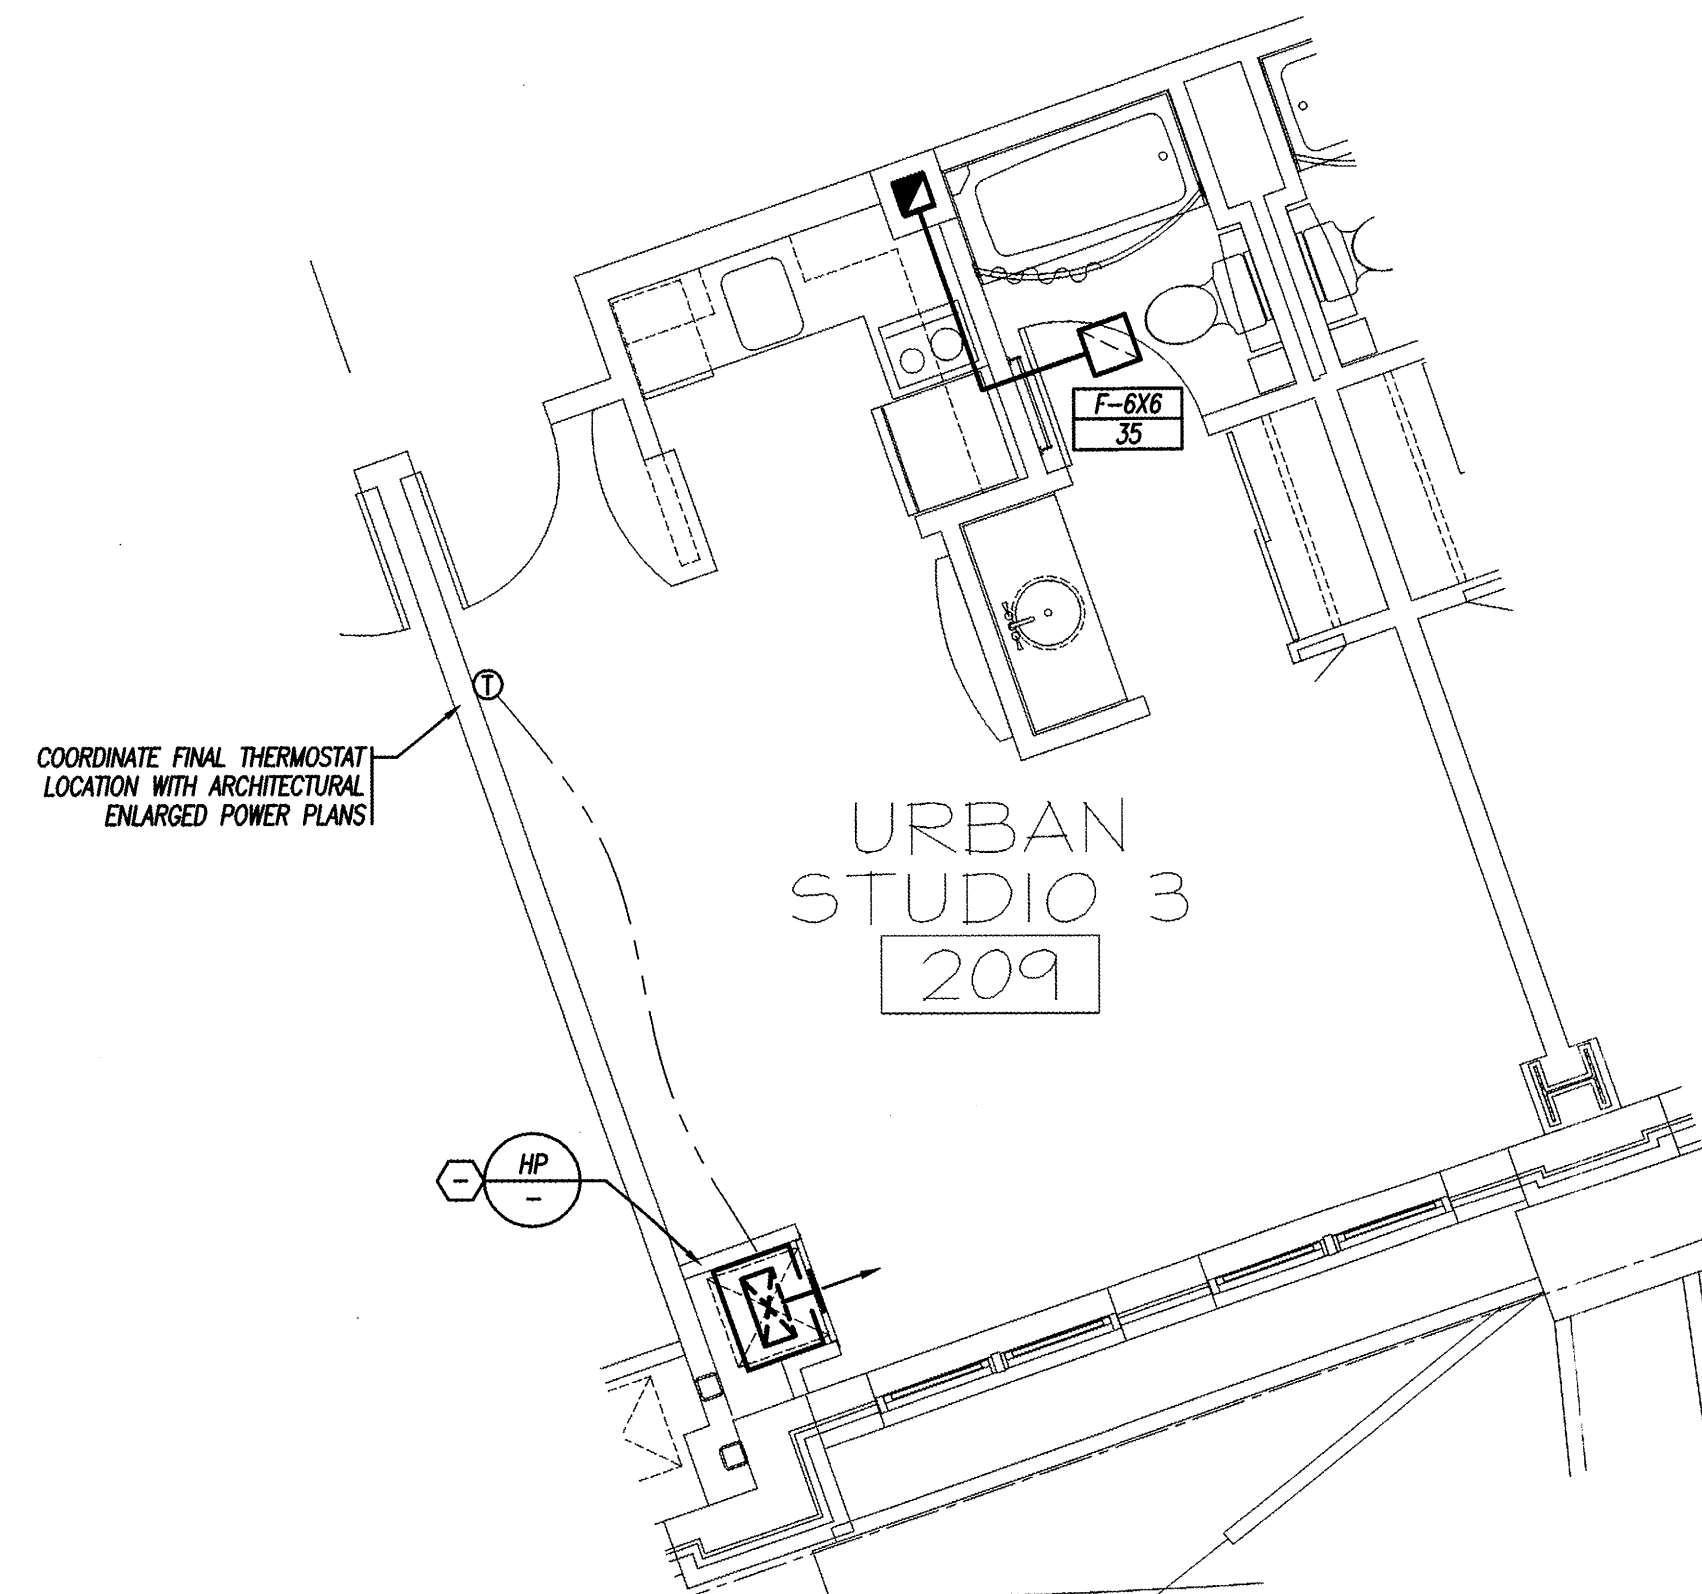 F-6X6
35
T
COORDINATE FINAL THERMOSTAT
LOCATION WITH ARCHITECTURAL
ENLARGED POWER PLANS
URBAN
STUDIO 3
209
HP
-
-